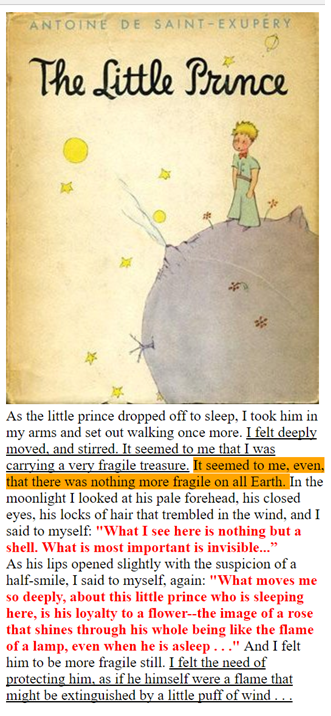 ANTOINE DE SAINT-EXUPÉRY
The Little Prince
As the little prince dropped off to sleep, I took him in
my arms and set out walking once more. I felt deeply
moved, and stirred. It seemed to me that I was
carrying a very fragile treasure. It seemed to me, even,
that there was nothing more fragile on all Earth. In the
moonlight I looked at his pale forehead, his closed
eyes, his locks of hair that trembled in the wind, and I
said to myself: "What I see here is nothing but a
shell. What is most important is invisible..."
As his lips opened slightly with the suspicion of a
half-smile, I said to myself, again: "What moves me
so deeply, about this little prince who is sleeping
here, is his loyalty to a flower--the image of a rose
that shines through his whole being like the flame
of a lamp, even when he is asleep . . ." And I felt
him to be more fragile still. I felt the need of
protecting him, as if he himself were a flame that
might be extinguished by a little puff of wind . . .